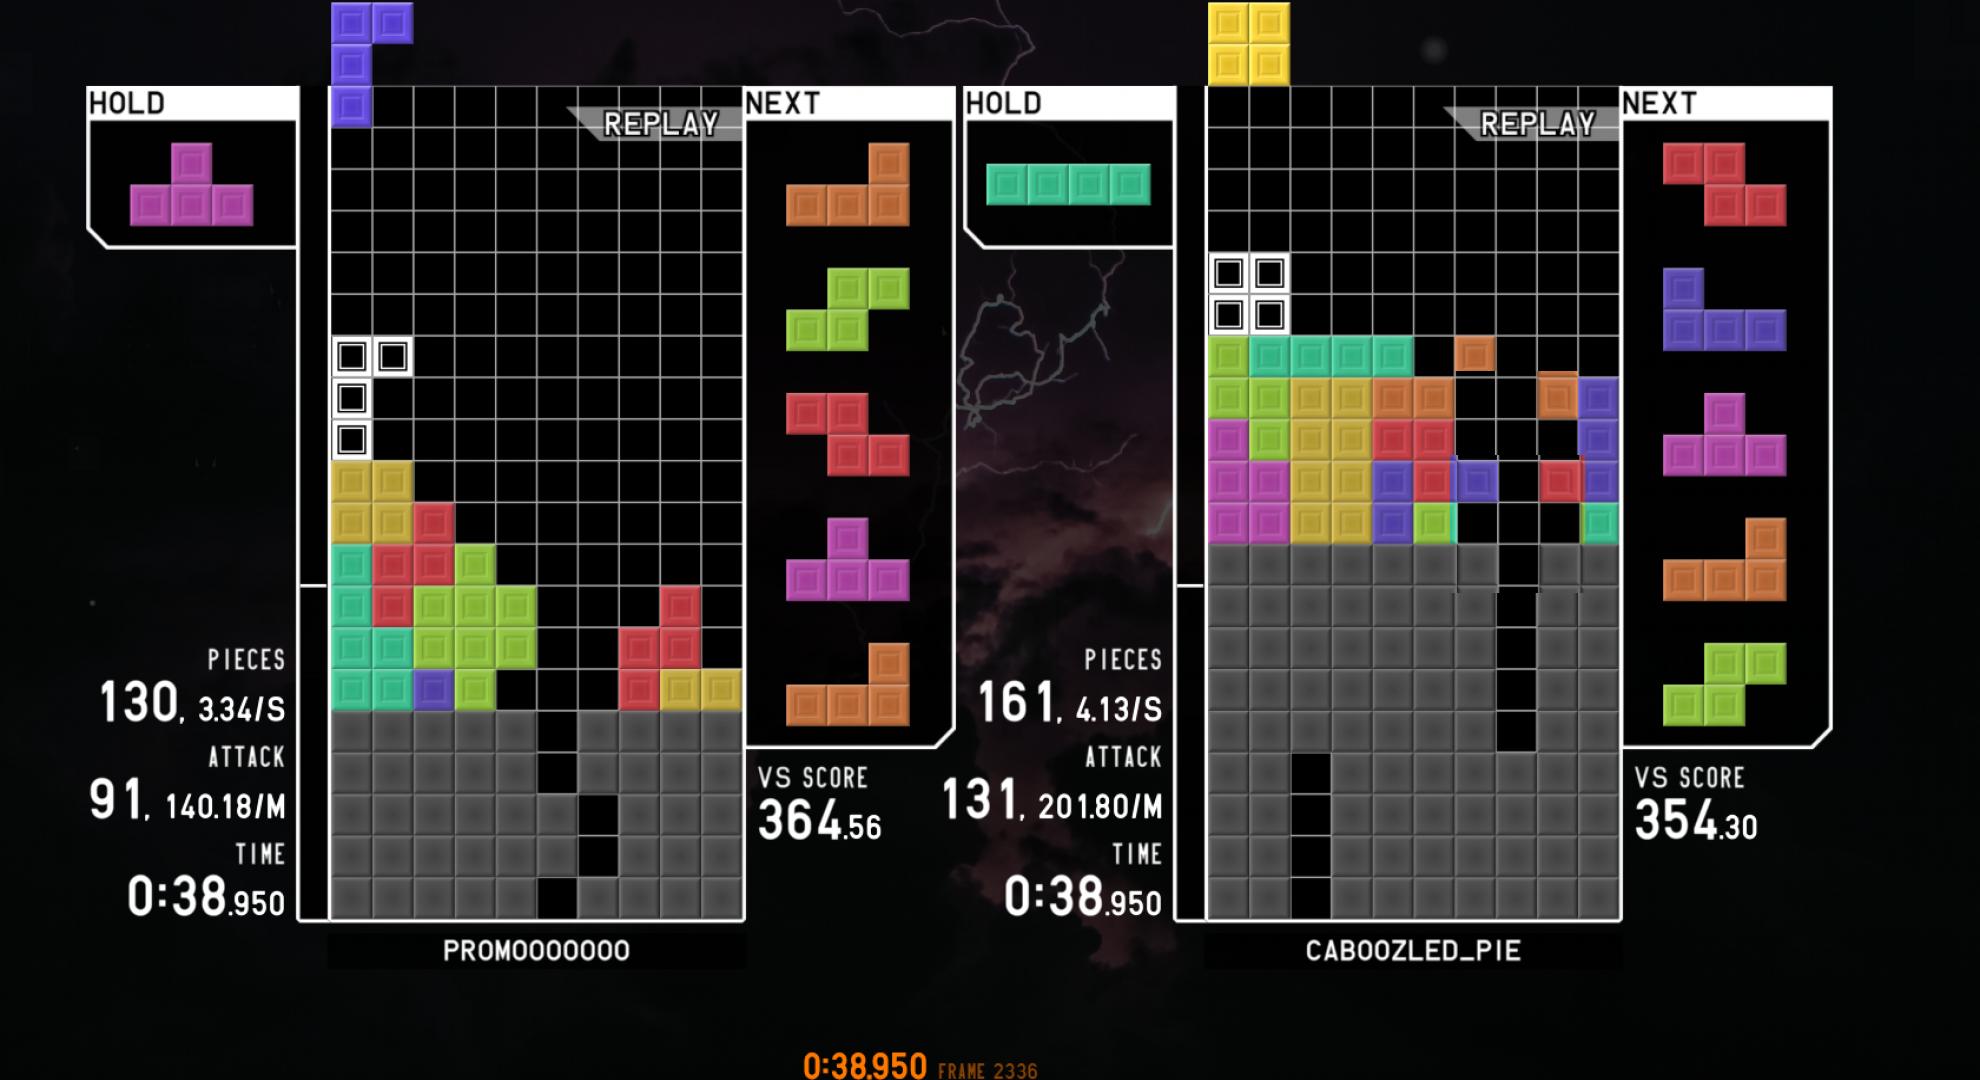 HOLD
REPLAY
NEXT
PIECES
130, 3.34/S
ATTACK
91, 140.18/M
TIME
0:38.950
VS SCORE
364.56
PROMOOOOOOO
HOLD
REPLAY
NEXT
PIECES
161, 4.13/S
ATTACK
131, 201.80/M
TIME
0:38.950
VS SCORE
354.30
CABOOZLED_PIE
0:38.950 FRAME 2336